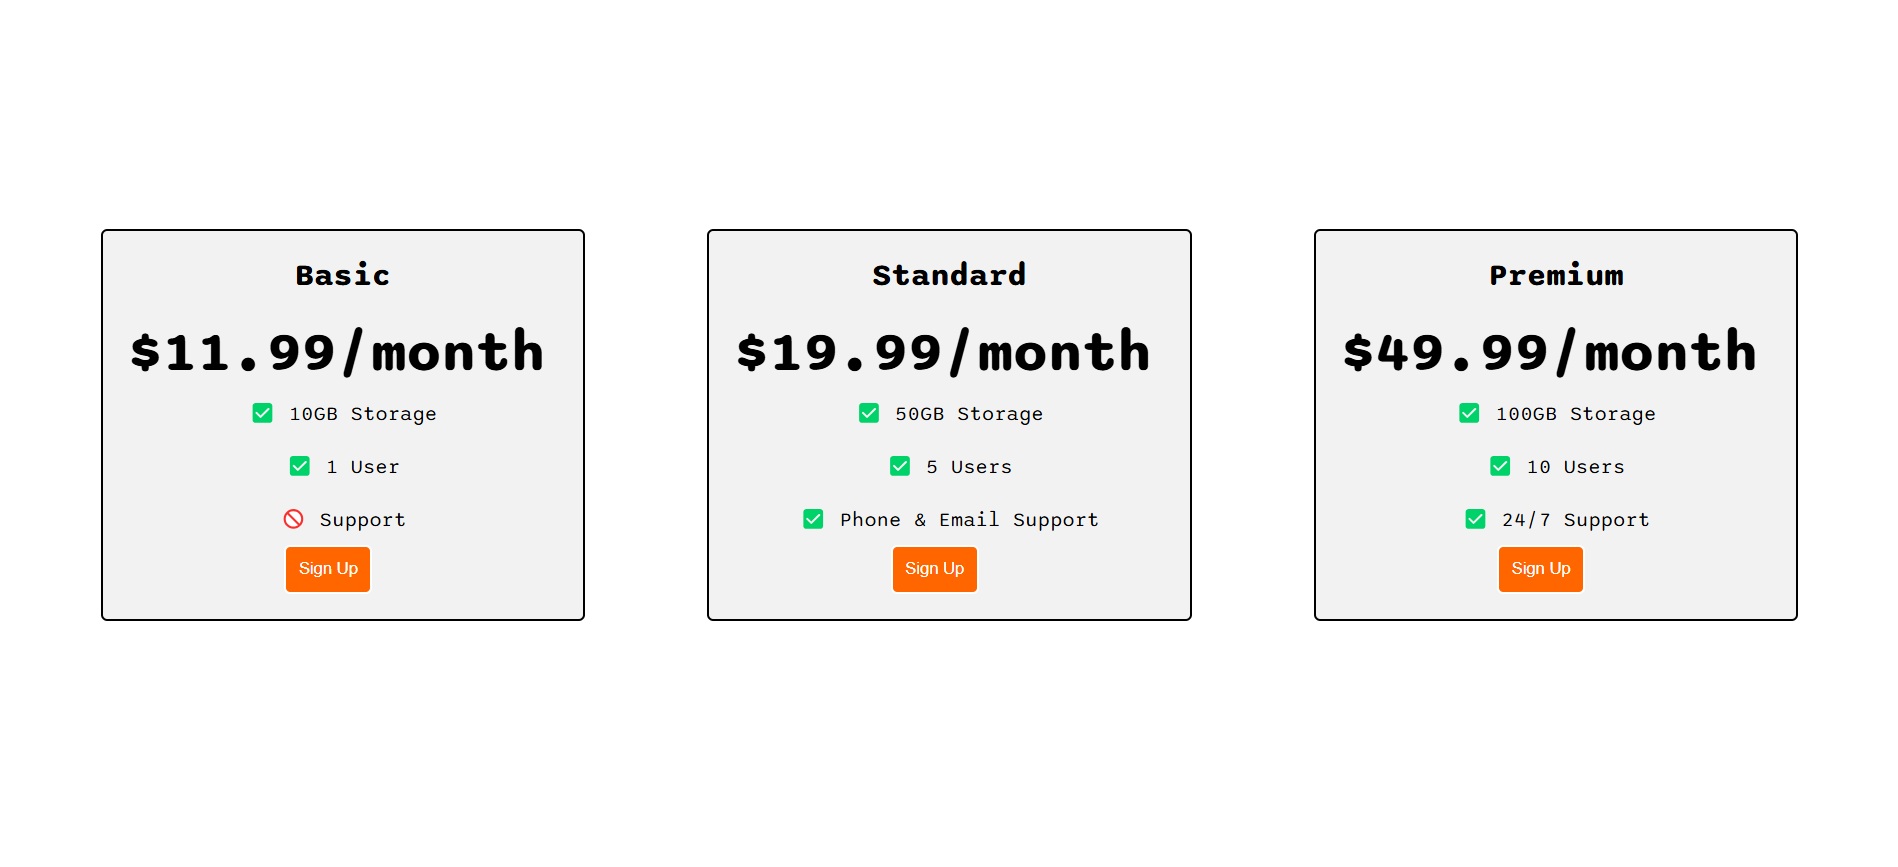 Basic
$11.99/month
10GB Storage
1 User
Support
Sign Up
Standard
$19.99/month
50GB Storage
5 Users
Phone & Email Support
Sign Up
Premium
$49.99/month
100GB Storage
10 Users
24/7 Support
Sign Up